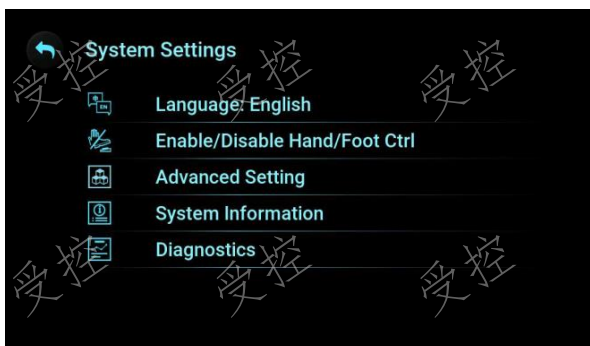 System Settings
Language: English
Enable/Disable Hand/Foot Ctrl
Advanced Setting
System Information
Diagnostics
受控
受控
受控
受控
受控
受控